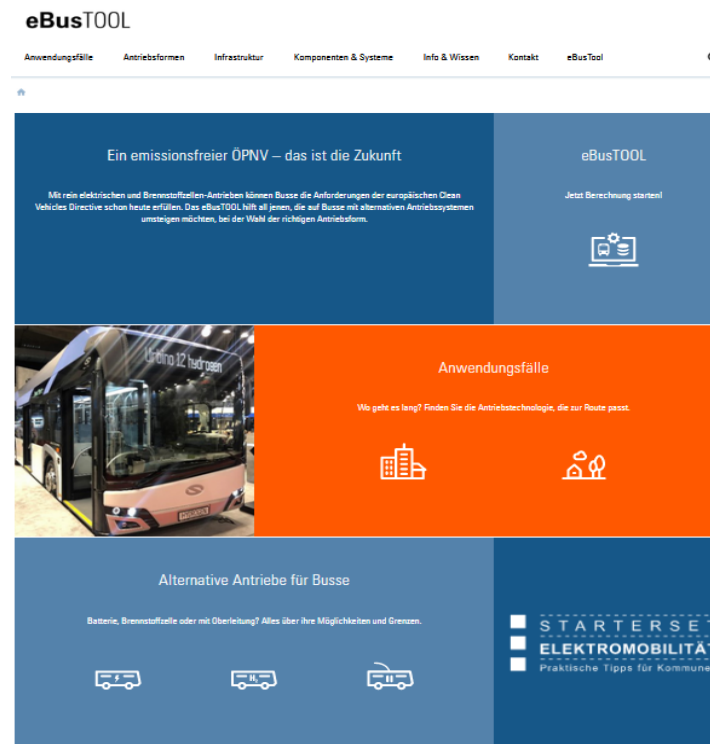 eBusTOOL
Anwendungsfälle Antriebsformen Infrastruktur Komponenten & Systeme Info & Wissen Kontakt eBusTool
Ein emissionsfreier ÖPNV – das ist die Zukunft
Mit rein elektrischen und Brennstoffzellen-Antrieben können Busse die Anforderungen der europäischen Clean
Vehicles Directive schon heute erfüllen. Das eBusTOOL hilft all jenen, die auf Busse mit alternativen Antriebssystemen
umsteigen möchten, bei der Wahl der richtigen Antriebsform.
eBusTOOL
Jetzt Berechnung starten!
Urbino 12 hydrogen
HYDROGEN
Anwendungsfälle
Wo geht es lang? Finden Sie die Antriebstechnologie, die zur Route passt.
Alternative Antriebe für Busse
Batterie, Brennstoffzelle oder mit Oberleitung? Alles über ihre Möglichkeiten und Grenzen.
H₂
STARTERSET
ELEKTROMOBILITÄT
Praktische Tipps für Kommune